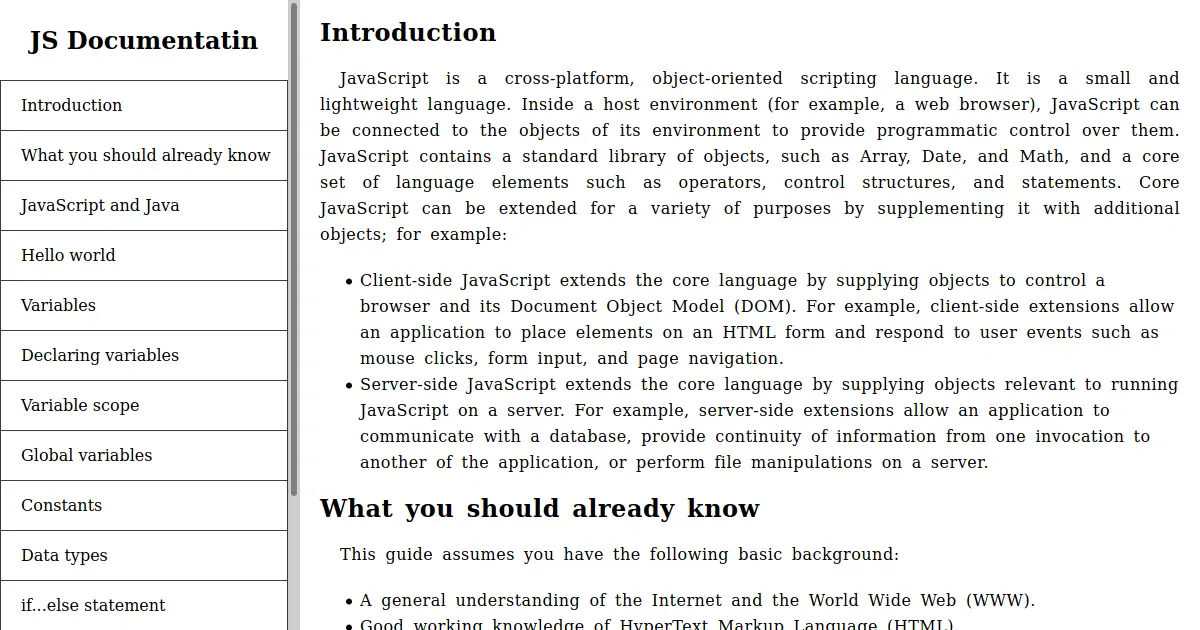 JS Documentatin
Introduction
What you should already know
JavaScript and Java
Hello world
Variables
Declaring variables
Variable scope
Global variables
Constants
Data types
if...else statement
Introduction
JavaScript is a cross-platform, object-oriented scripting language. It is a small and
lightweight language. Inside a host environment (for example, a web browser), JavaScript can
be connected to the objects of its environment to provide programmatic control over them.
JavaScript contains a standard library of objects, such as Array, Date, and Math, and a core
set of language elements such as operators, control structures, and statements. Core
JavaScript can be extended for a variety of purposes by supplementing it with additional
objects; for example:
• Client-side JavaScript extends the core language by supplying objects to control a
browser and its Document Object Model (DOM). For example, client-side extensions allow
an application to place elements on an HTML form and respond to user events such as
mouse clicks, form input, and page navigation.
• Server-side JavaScript extends the core language by supplying objects relevant to running
JavaScript on a server. For example, server-side extensions allow an application to
communicate with a database, provide continuity of information from one invocation to
another of the application, or perform file manipulations on a server.
What you should already know
This guide assumes you have the following basic background:
• A general understanding of the Internet and the World Wide Web (WWW).
• Good working knowledge of HyperText Markup Language (HTML).